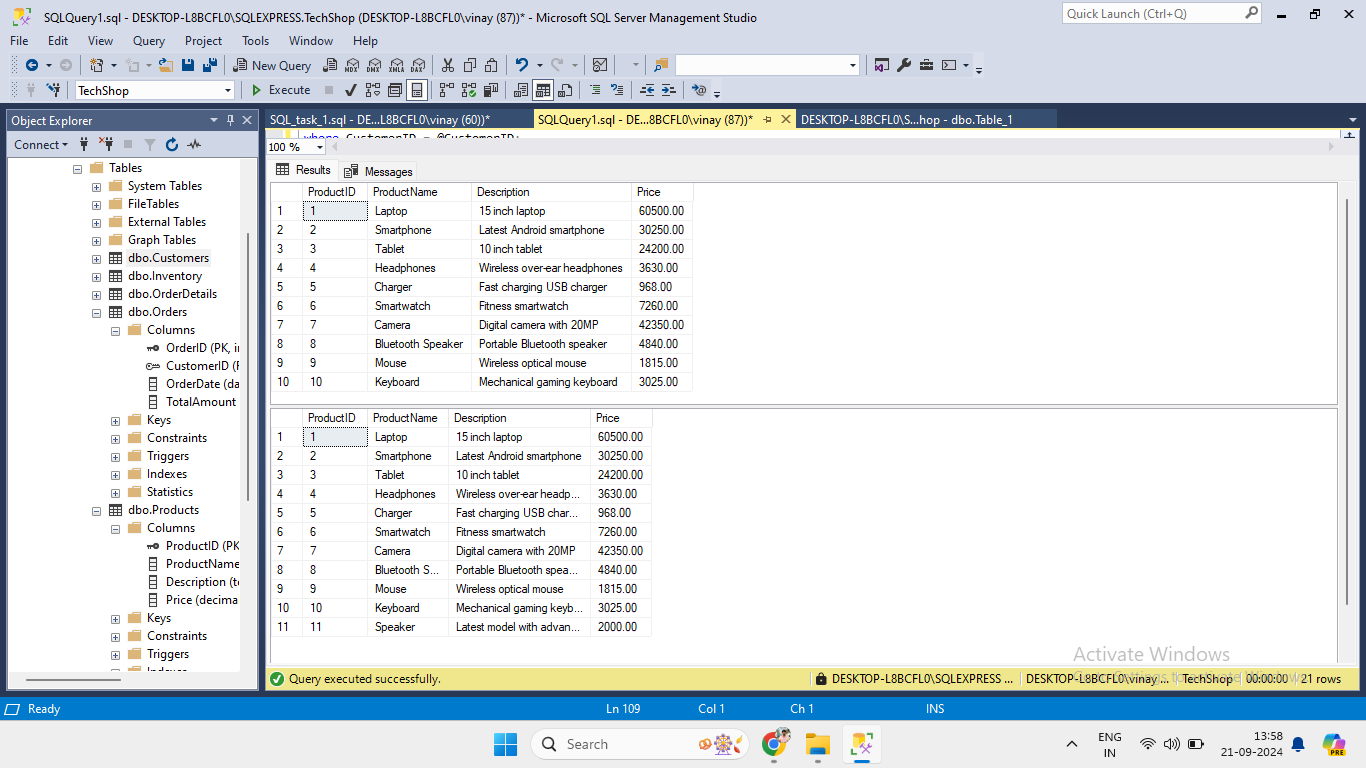 SQLQuery1.sql - DESKTOP-L8BCFL0\SQLEXPRESS.TechShop (DESKTOP-L8BCFL0\vinay (87))* - Microsoft SQL Server Management Studio
Quick Launch (Ctrl+Q)
File Edit View Query Project Tools Window Help
New Query
MDX DMX XMLA DAX
TechShop
Execute
Object Explorer
SQL_task_1.sql - DE...L8BCFL0\vinay (60))*
SQLQuery1.sql - DE...8BCFL0\vinay (87))*
DESKTOP-L8BCFL0\S...hop - dbo.Table_1
where CustomerID = @CustomerID;
Connect
100 %
Tables
System Tables
FileTables
External Tables
Graph Tables
dbo.Customers
dbo.Inventory
dbo.OrderDetails
dbo.Orders
Columns
OrderID (PK, i
CustomerID (F
OrderDate (da
TotalAmount
Keys
Constraints
Triggers
Indexes
Statistics
dbo.Products
Columns
ProductID (PK
ProductName
Description (t
Price (decima
Keys
Constraints
Triggers
Indexes
Results Messages
ProductID ProductName Description Price
1 1 Laptop 15 inch laptop 60500.00
2 2 Smartphone Latest Android smartphone 30250.00
3 3 Tablet 10 inch tablet 24200.00
4 4 Headphones Wireless over-ear headphones 3630.00
5 5 Charger Fast charging USB charger 968.00
6 6 Smartwatch Fitness smartwatch 7260.00
7 7 Camera Digital camera with 20MP 42350.00
8 8 Bluetooth Speaker Portable Bluetooth speaker 4840.00
9 9 Mouse Wireless optical mouse 1815.00
10 10 Keyboard Mechanical gaming keyboard 3025.00
ProductID ProductName Description Price
1 1 Laptop 15 inch laptop 60500.00
2 2 Smartphone Latest Android smartphone 30250.00
3 3 Tablet 10 inch tablet 24200.00
4 4 Headphones Wireless over-ear headp... 3630.00
5 5 Charger Fast charging USB char... 968.00
6 6 Smartwatch Fitness smartwatch 7260.00
7 7 Camera Digital camera with 20MP 42350.00
8 8 Bluetooth S... Portable Bluetooth spea... 4840.00
9 9 Mouse Wireless optical mouse 1815.00
10 10 Keyboard Mechanical gaming keyb... 3025.00
11 11 Speaker Latest model with advan... 2000.00
Activate Windows
Go to Settings to activate Windows.
Query executed successfully.
DESKTOP-L8BCFL0\SQLEXPRESS ... DESKTOP-L8BCFL0\vinay ... TechShop 00:00:00 21 rows
Ready Ln 109 Col 1 Ch 1 INS
Search
ENG
IN
13:58
21-09-2024
PRE